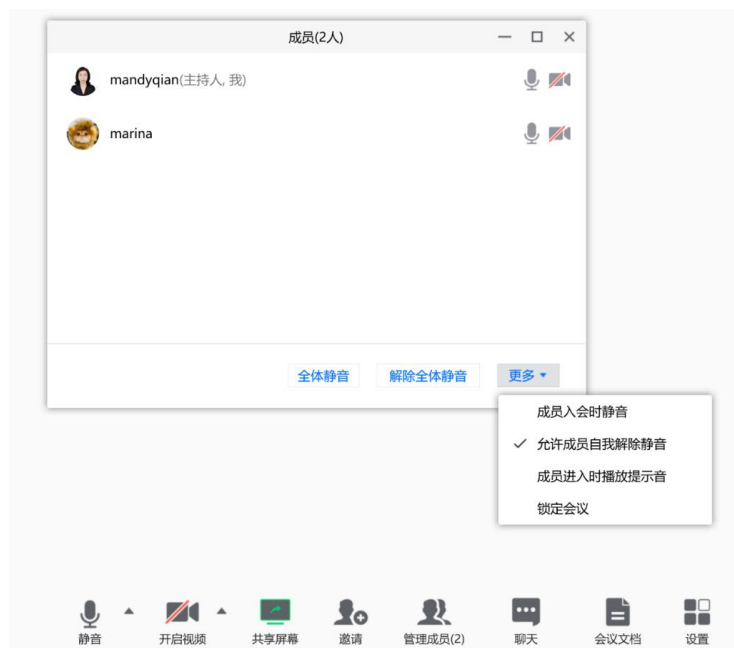 成员(2人)
mandyqian(主持人, 我)
marina
全体静音 解除全体静音 更多
成员入会时静音
允许成员自我解除静音
成员进入时播放提示音
锁定会议
静音 开启视频 共享屏幕 邀请 管理成员(2) 聊天 会议文档 设置